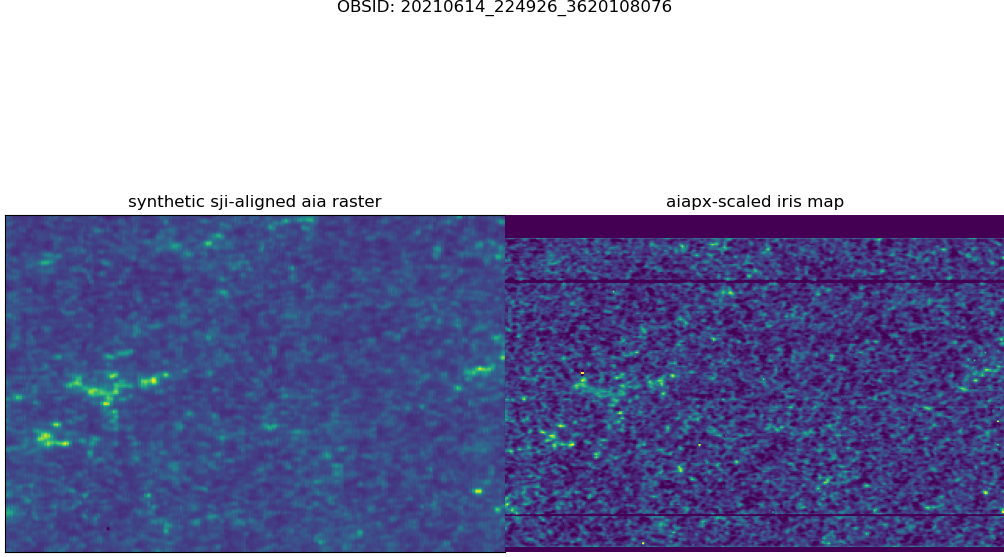 OBSID: 20210614_224926_3620108076
synthetic sji-aligned aia raster
aiapx-scaled iris map